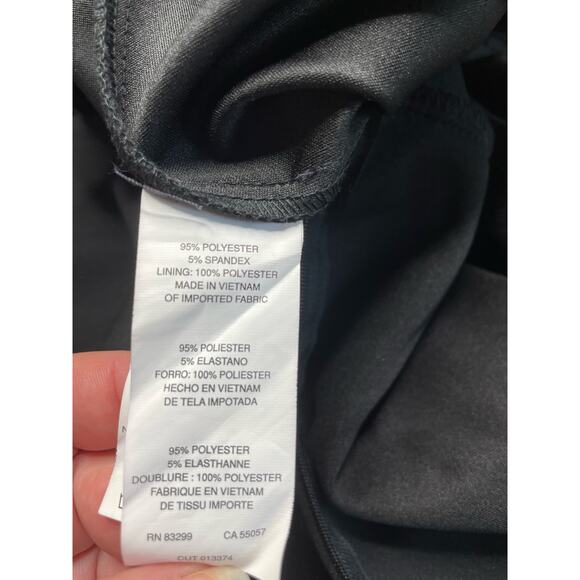 95% POLYESTER
5% SPANDEX
LINING: 100% POLYESTER
MADE IN VIETNAM
OF IMPORTED FABRIC
95% POLIESTER
5% ELASTANO
FORRO: 100% POLIESTER
HECHO EN VIETNAM
DE TELA IMPOTADA
95% POLYESTER
5% ELASTHANNE
DOUBLURE : 100% POLYESTER
FABRIQUE EN VIETNAM
DE TISSU IMPORTE
RN 83299 CA 55057
CUT 013374